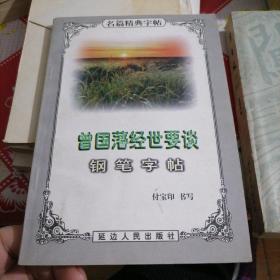 名篇精典字帖
曾国藩经世要谈
钢笔字帖
付宝印 书写
延边人民出版社